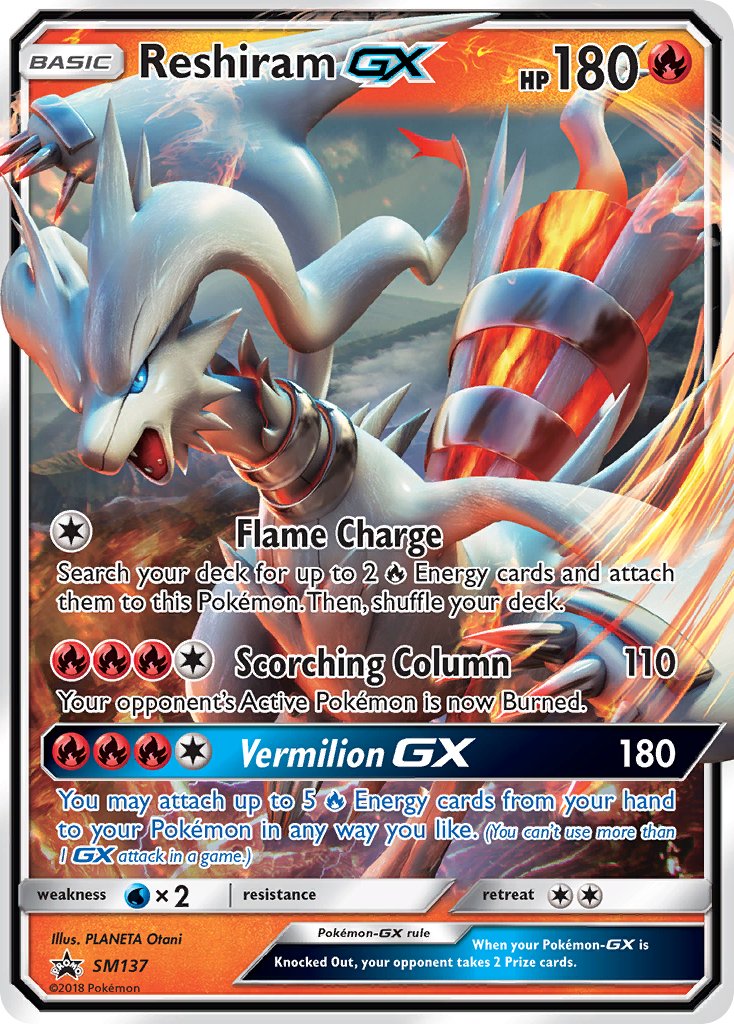 BASIC Reshiram GX HP 180
Flame Charge
Search your deck for up to 2 Energy cards and attach
them to this Pokémon. Then, shuffle your deck.
Scorching Column 110
Your opponent's Active Pokémon is now Burned.
Vermilion GX 180
You may attach up to 5 Energy cards from your hand
to your Pokémon in any way you like. (You can't use more than
1 GX attack in a game.)
weakness ×2 resistance retreat
Illus. PLANETA Otani
Pokémon-GX rule
When your Pokémon-GX is
Knocked Out, your opponent takes 2 Prize cards.
PROMO SM137
©2018 Pokémon